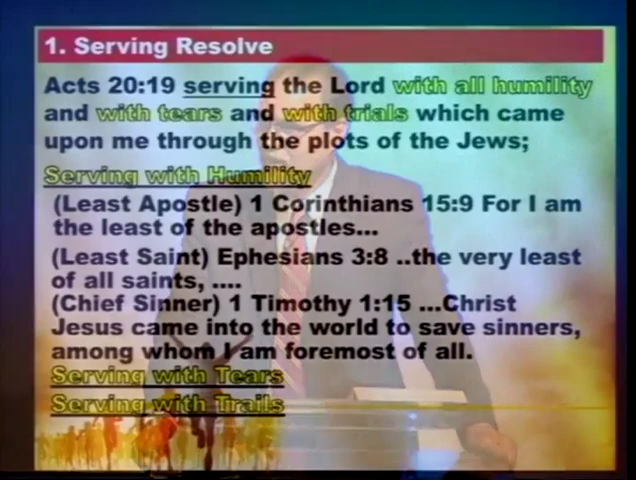 1. Serving Resolve
Acts 20:19 serving the Lord with all humility
and with tears and with trials which came
upon me through the plots of the Jews;
Serving with Humility
(Least Apostle) 1 Corinthians 15:9 For I am
the least of the apostles...
(Least Saint) Ephesians 3:8 ..the very least
of all saints, ....
(Chief Sinner) 1 Timothy 1:15 ...Christ
Jesus came into the world to save sinners,
among whom I am foremost of all.
Serving with Tears
Serving with Trails